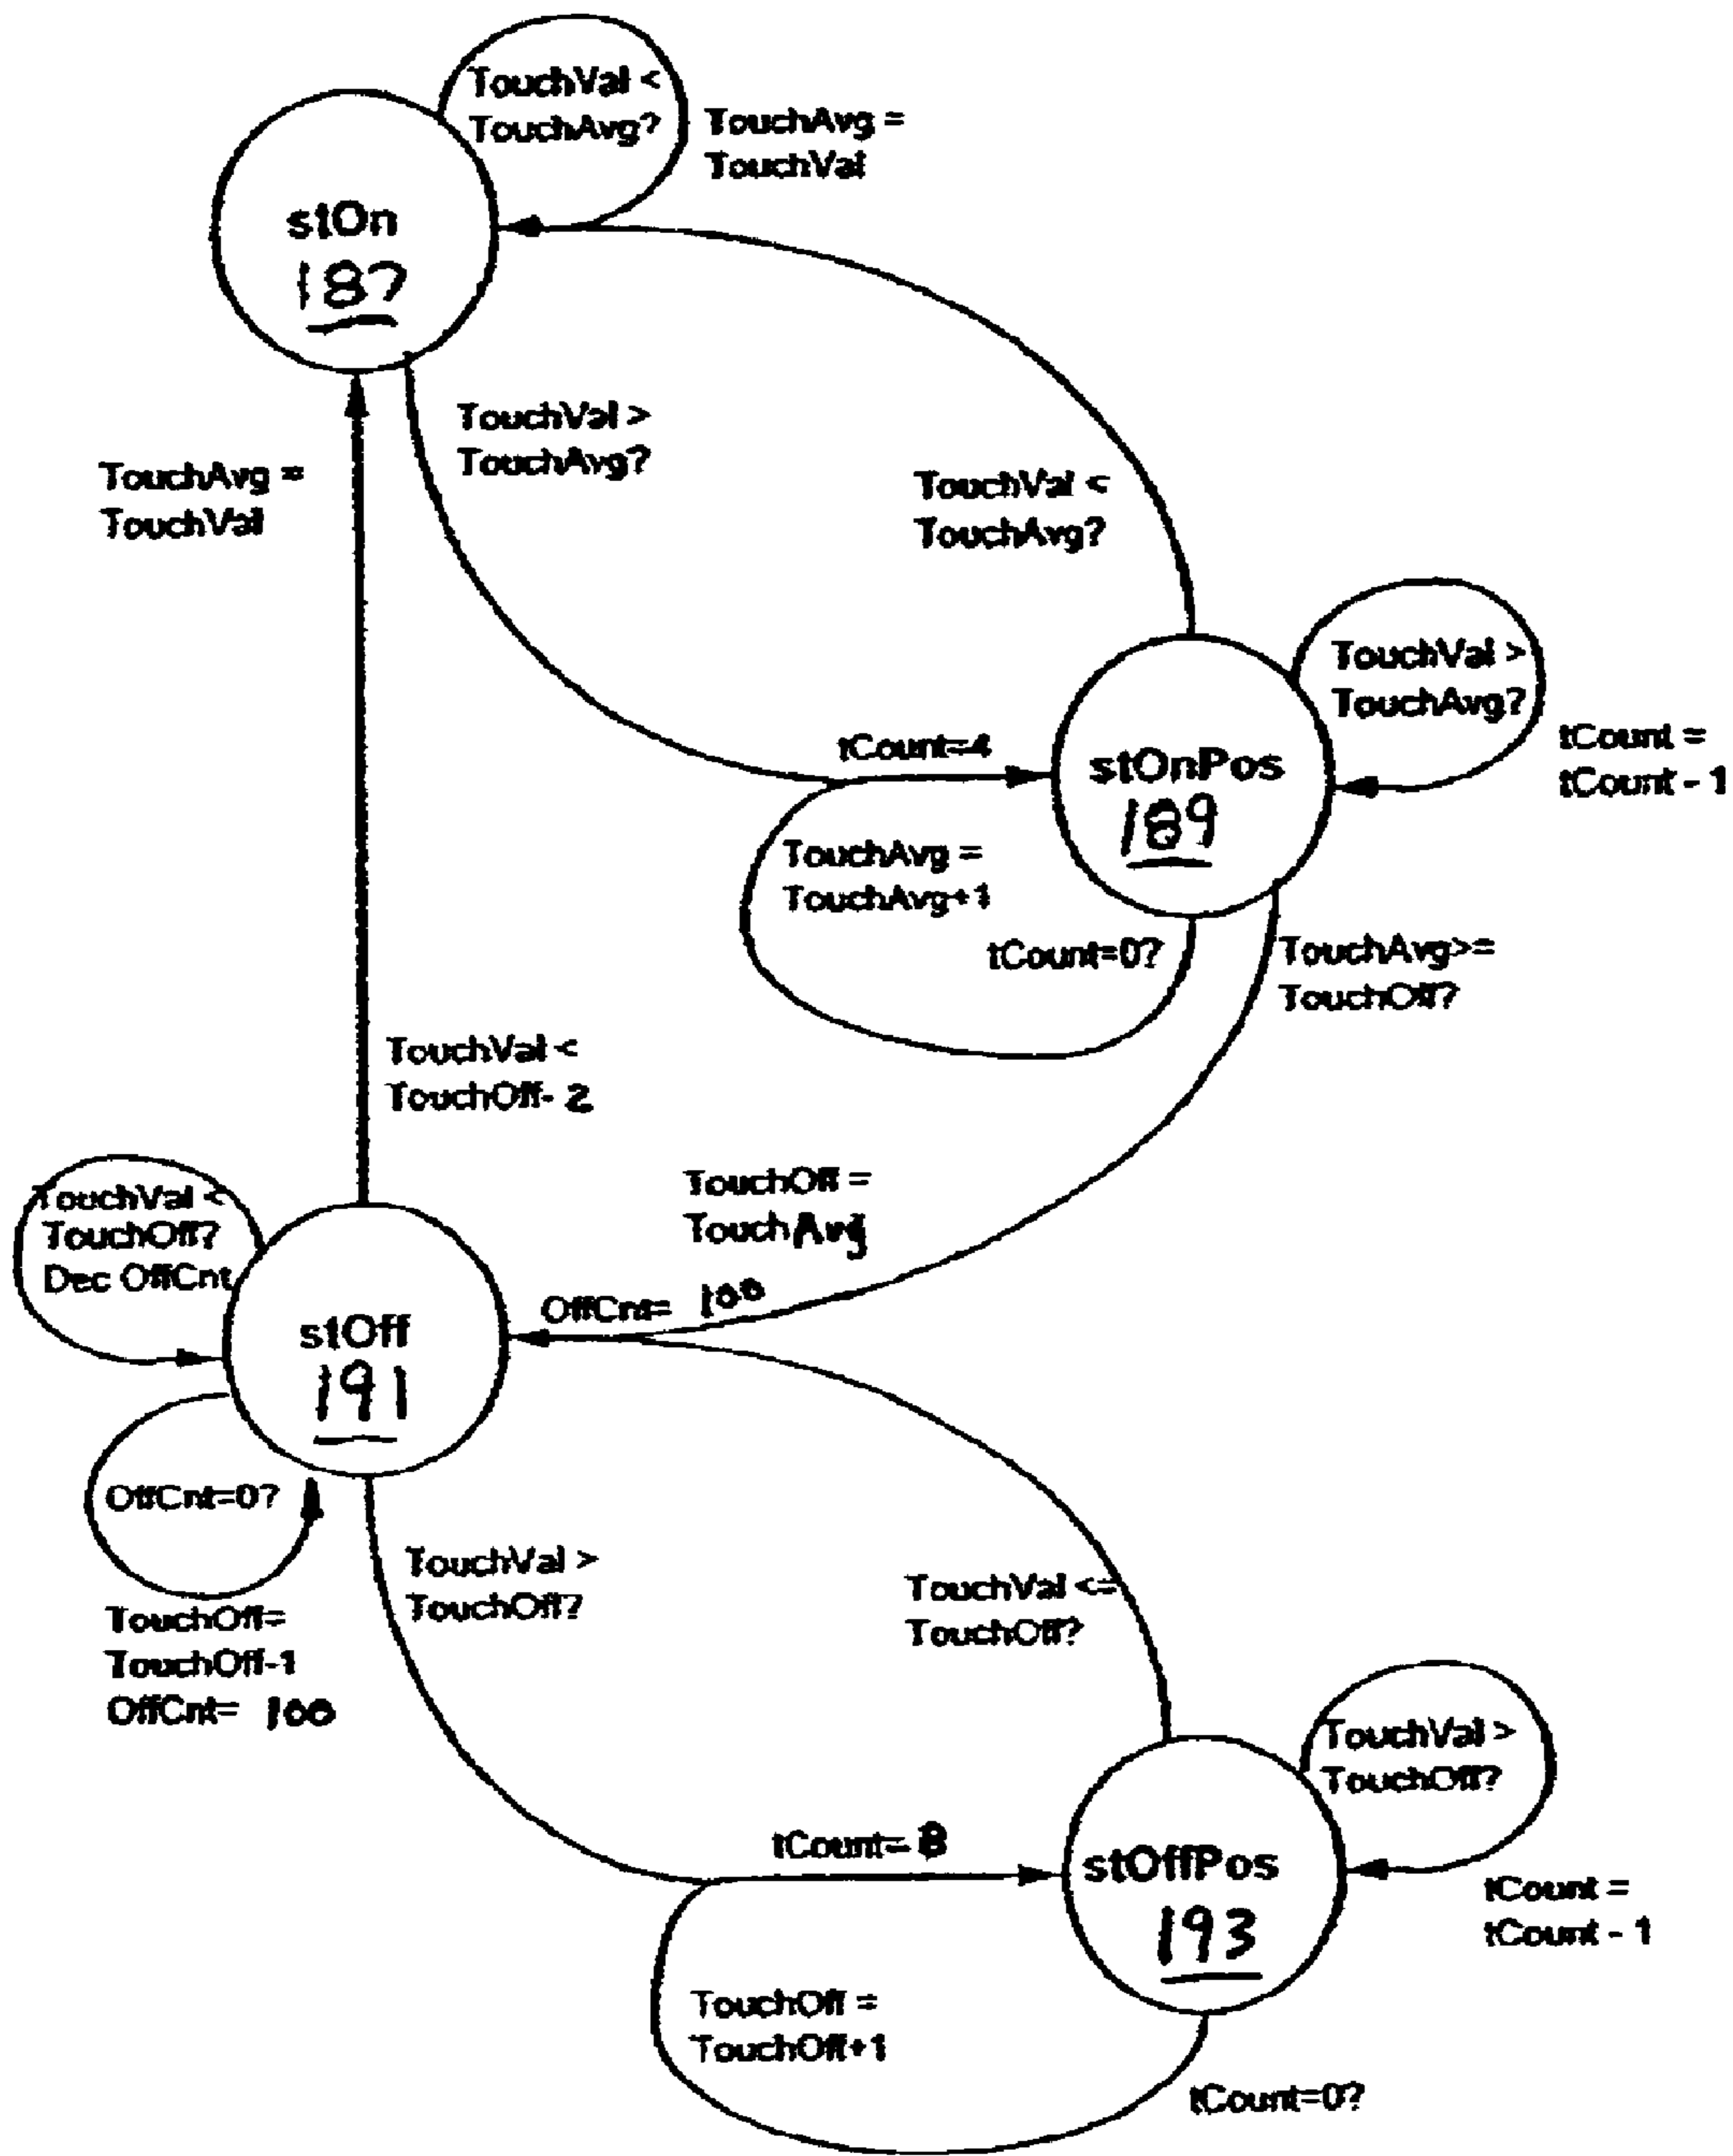 TouchVal <
TouchAvg?
TouchAvg =
TouchVal
stOn
187
TouchVal >
TouchAvg?
TouchAvg =
TouchVal
TouchVal <
TouchAvg?
TouchVal >
TouchAvg?
tCount =
tCount - 1
tCount=4
stOnPos
189
TouchAvg =
TouchAvg+1
tCount=0?
TouchAvg>=
TouchOff?
TouchVal <
TouchOff- 2
TouchVal <
TouchOff?
Dec OffCnt
TouchOff =
TouchAvg
OffCnt= 100
stOff
191
OffCnt=0?
TouchOff=
TouchOff-1
OffCnt= 100
TouchVal >
TouchOff?
TouchVal <=
TouchOff?
TouchVal >
TouchOff?
tCount =
tCount - 1
tCount=
stOffPos
193
TouchOff =
TouchOff+1
tCount=0?